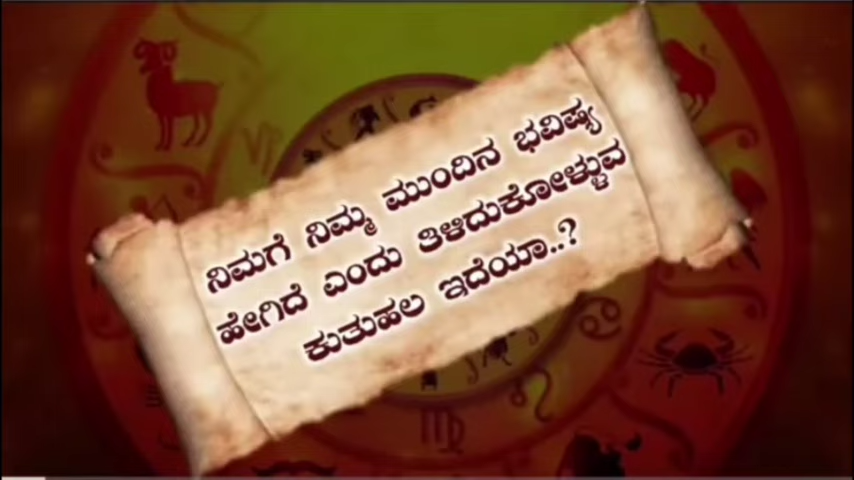 ನಿಮಗೆ ನಿಮ್ಮ ಮುಂದಿನ ಭವಿಷ್ಯ
ಹೇಗಿದೆ ಎಂದು ತಿಳಿದುಕೋಳ್ಳುವ
ಕುತುಹಲ ಇದೆಯಾ..?